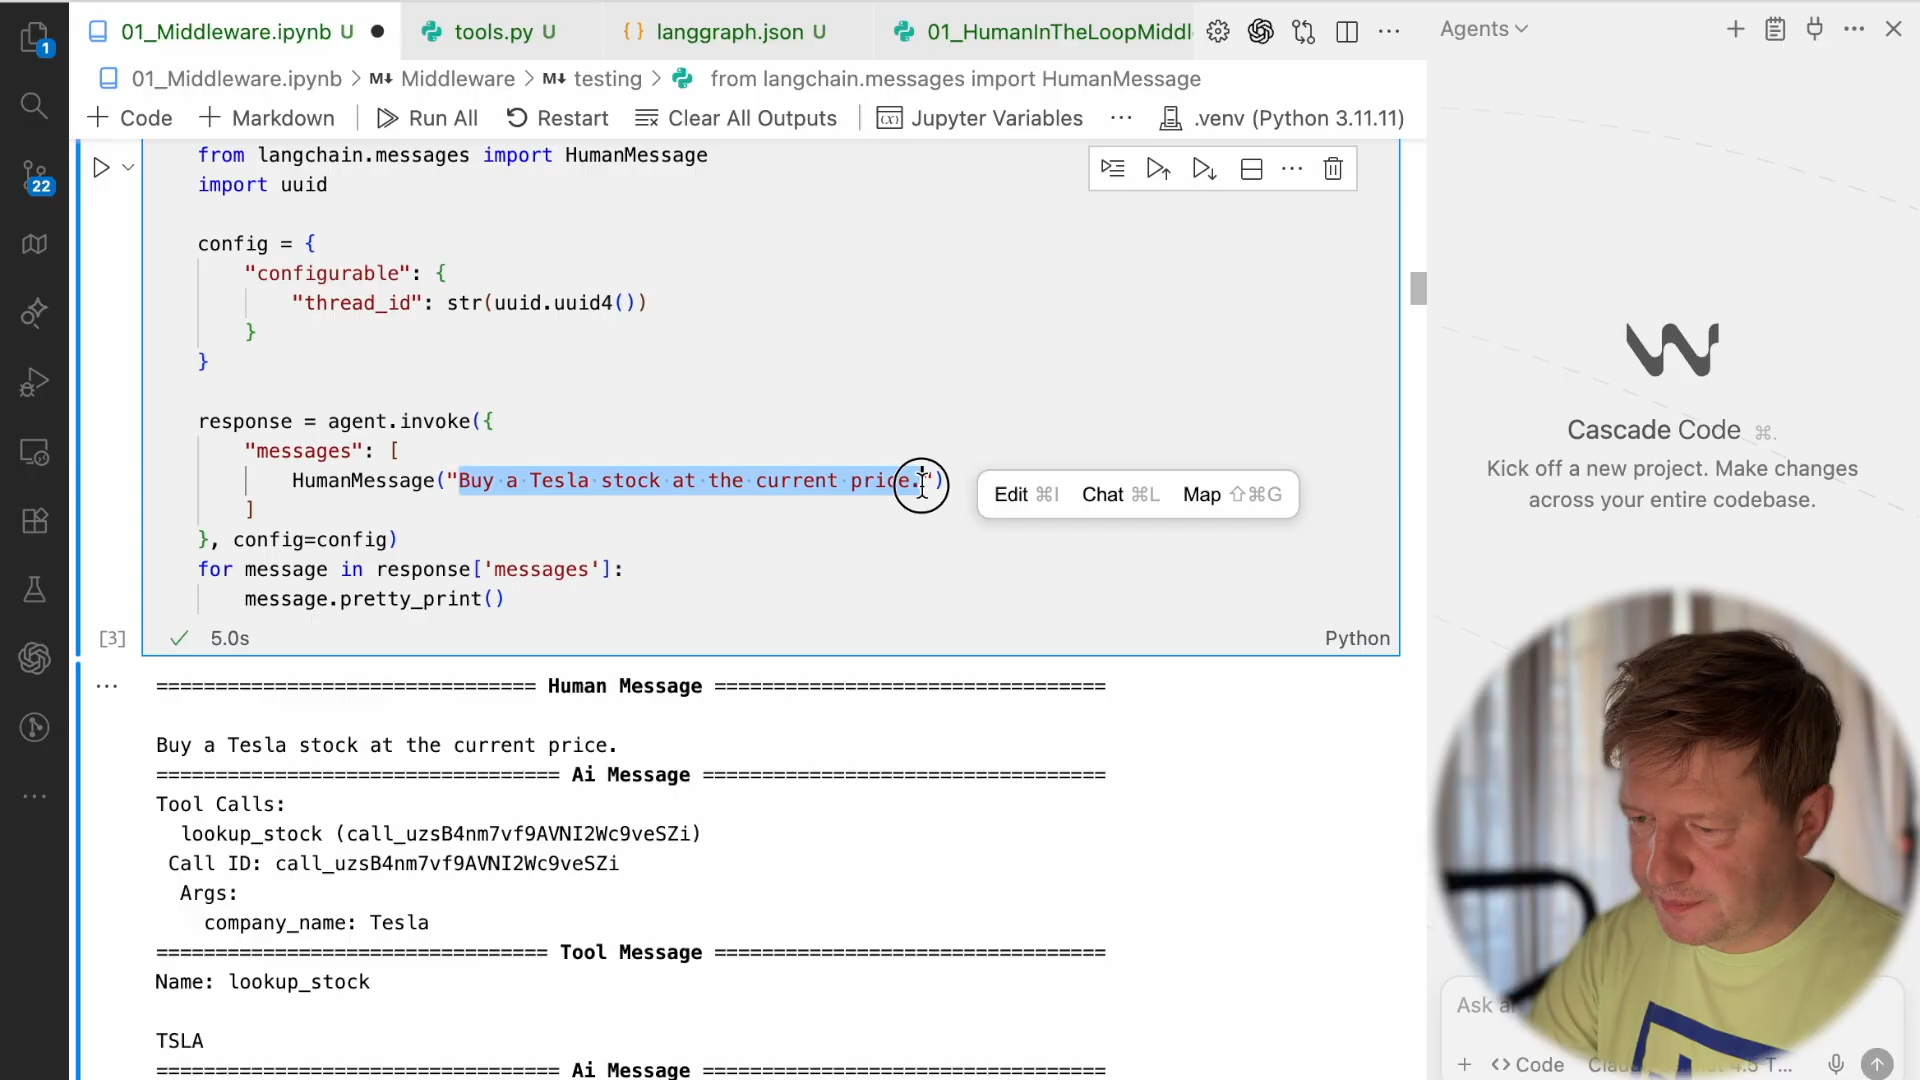 01_Middleware.ipynb U
tools.py U
langgraph.json U
01_HumanInTheLoopMiddl
Agents
01_Middleware.ipynb > M↓ Middleware > M↓ testing > from langchain.messages import HumanMessage
+ Code + Markdown Run All Restart Clear All Outputs Jupyter Variables ... .venv (Python 3.11.11)
1
22
from langchain.messages import HumanMessage
import uuid
config = {
"configurable": {
"thread_id": str(uuid.uuid4())
}
}
response = agent.invoke({
"messages": [
HumanMessage("Buy a Tesla stock at the current price.")
]
}, config=config)
for message in response['messages']:
message.pretty_print()
Edit ⌘I Chat ⌘L Map ⇧⌘G
[3] 5.0s Python
================================ Human Message =================================
Buy a Tesla stock at the current price.
================================== Ai Message ==================================
Tool Calls:
lookup_stock (call_uzsB4nm7vf9AVNI2Wc9veSZi)
Call ID: call_uzsB4nm7vf9AVNI2Wc9veSZi
Args:
company_name: Tesla
================================= Tool Message =================================
Name: lookup_stock
TSLA
================================== Ai Message ==================================
Cascade Code ⌘.
Kick off a new project. Make changes
across your entire codebase.
Ask
+ <> Code 4.5 T...